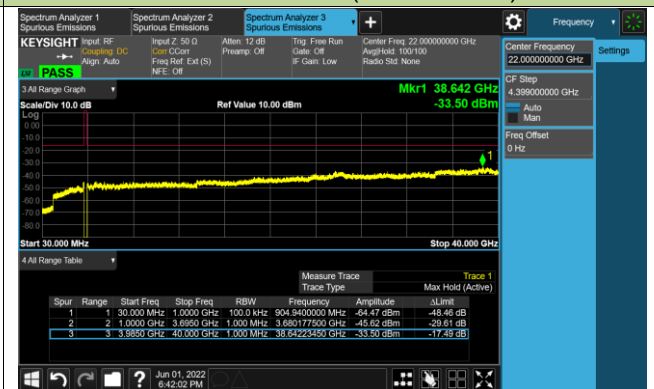 Spectrum Analyzer 1
Spurious Emissions
Spectrum Analyzer 2
Spurious Emissions
Spectrum Analyzer 3
Spurious Emissions
+
Frequency
KEYSIGHT
Input: RF
Coupling: DC
Align: Auto
Input Z: 50 Ω
Corr CCorr
Freq Ref: Ext (S)
NFE: Off
Atten: 12 dB
Preamp: Off
Trig: Free Run
Gate: Off
IF Gain: Low
Center Freq: 22.000000000 GHz
Avg|Hold: 100/100
Radio Std: None
PASS
Center Frequency
22.000000000 GHz
Settings
CF Step
4.399000000 GHz
Auto
Man
Freq Offset
0 Hz
3 All Range Graph
Mkr1 38.642 GHz
Scale/Div 10.0 dB
Ref Value 10.00 dBm
-33.50 dBm
Log
0.00
-10.0
-20.0
-30.0
-40.0
-50.0
-60.0
-70.0
-80.0
1
Start 30.000 MHz
Stop 40.000 GHz
4 All Range Table
Measure Trace Trace 1
Trace Type Max Hold (Active)
Spur Range Start Freq Stop Freq RBW Frequency Amplitude ΔLimit
1 1 30.000 MHz 1.0000 GHz 100.0 kHz 904.9400000 MHz -64.47 dBm -48.46 dB
2 2 1.0000 GHz 3.6950 GHz 1.000 MHz 3.680177500 GHz -45.62 dBm -29.61 dB
3 3 3.9850 GHz 40.000 GHz 1.000 MHz 38.64223450 GHz -33.50 dBm -17.49 dB
?
Jun 01, 2022
6:42:02 PM